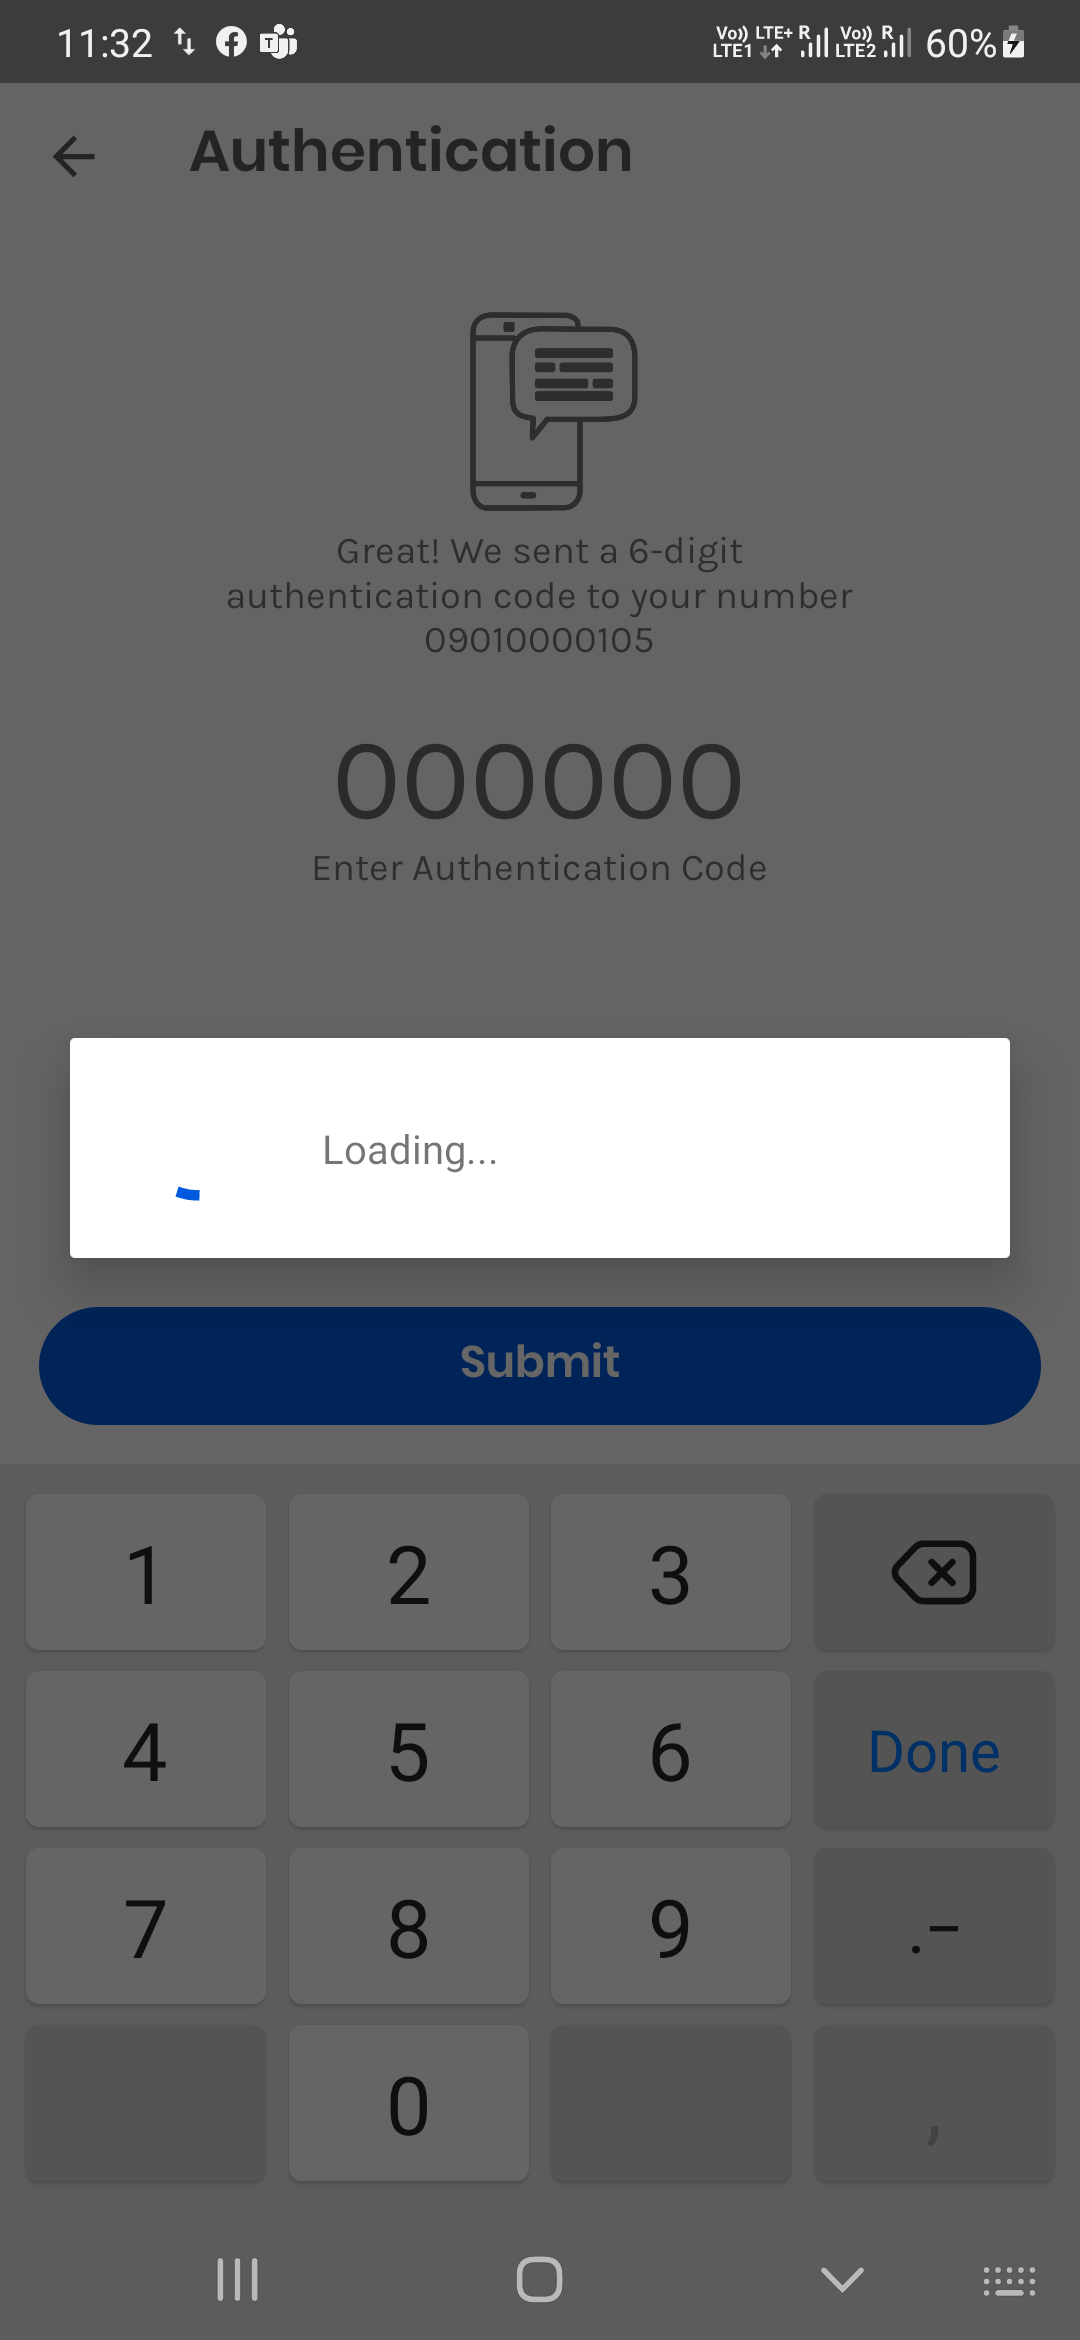 11:32
Vo)) LTE+ R Vo)) R
LTE1 LTE2 60%
Authentication
Great! We sent a 6-digit
authentication code to your number
09010000105
000000
Enter Authentication Code
Loading...
Submit
1 2 3
4 5 6 Done
7 8 9 .-
0 ,